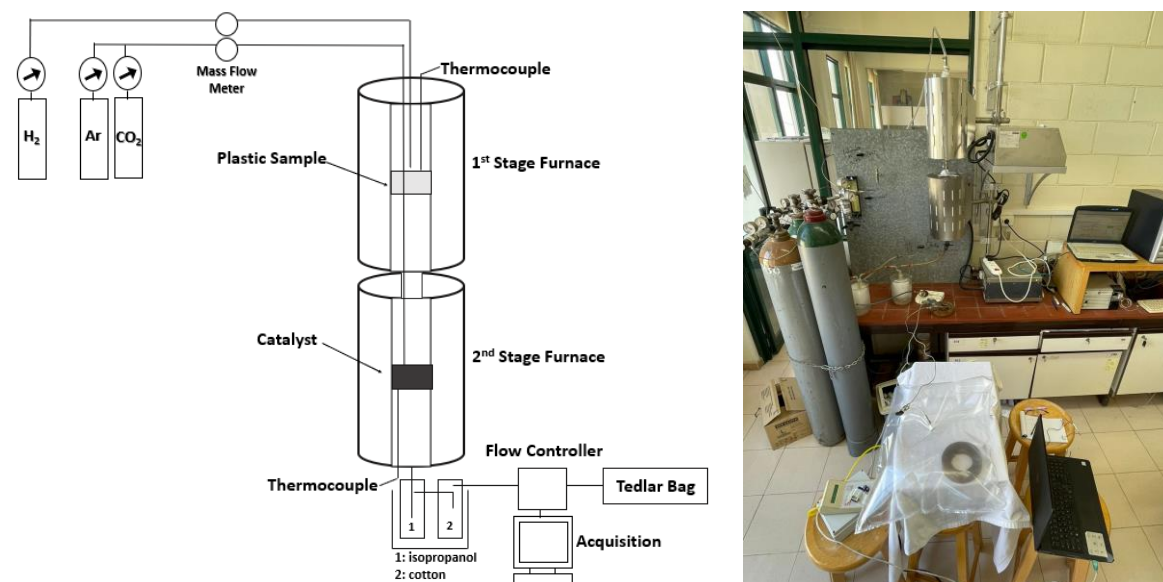 Mass Flow
Meter
H2
Ar
CO2
Thermocouple
Plastic Sample
1st Stage Furnace
Catalyst
2nd Stage Furnace
Thermocouple
Flow Controller
Tedlar Bag
1
2
Acquisition
1: isopropanol
2: cotton